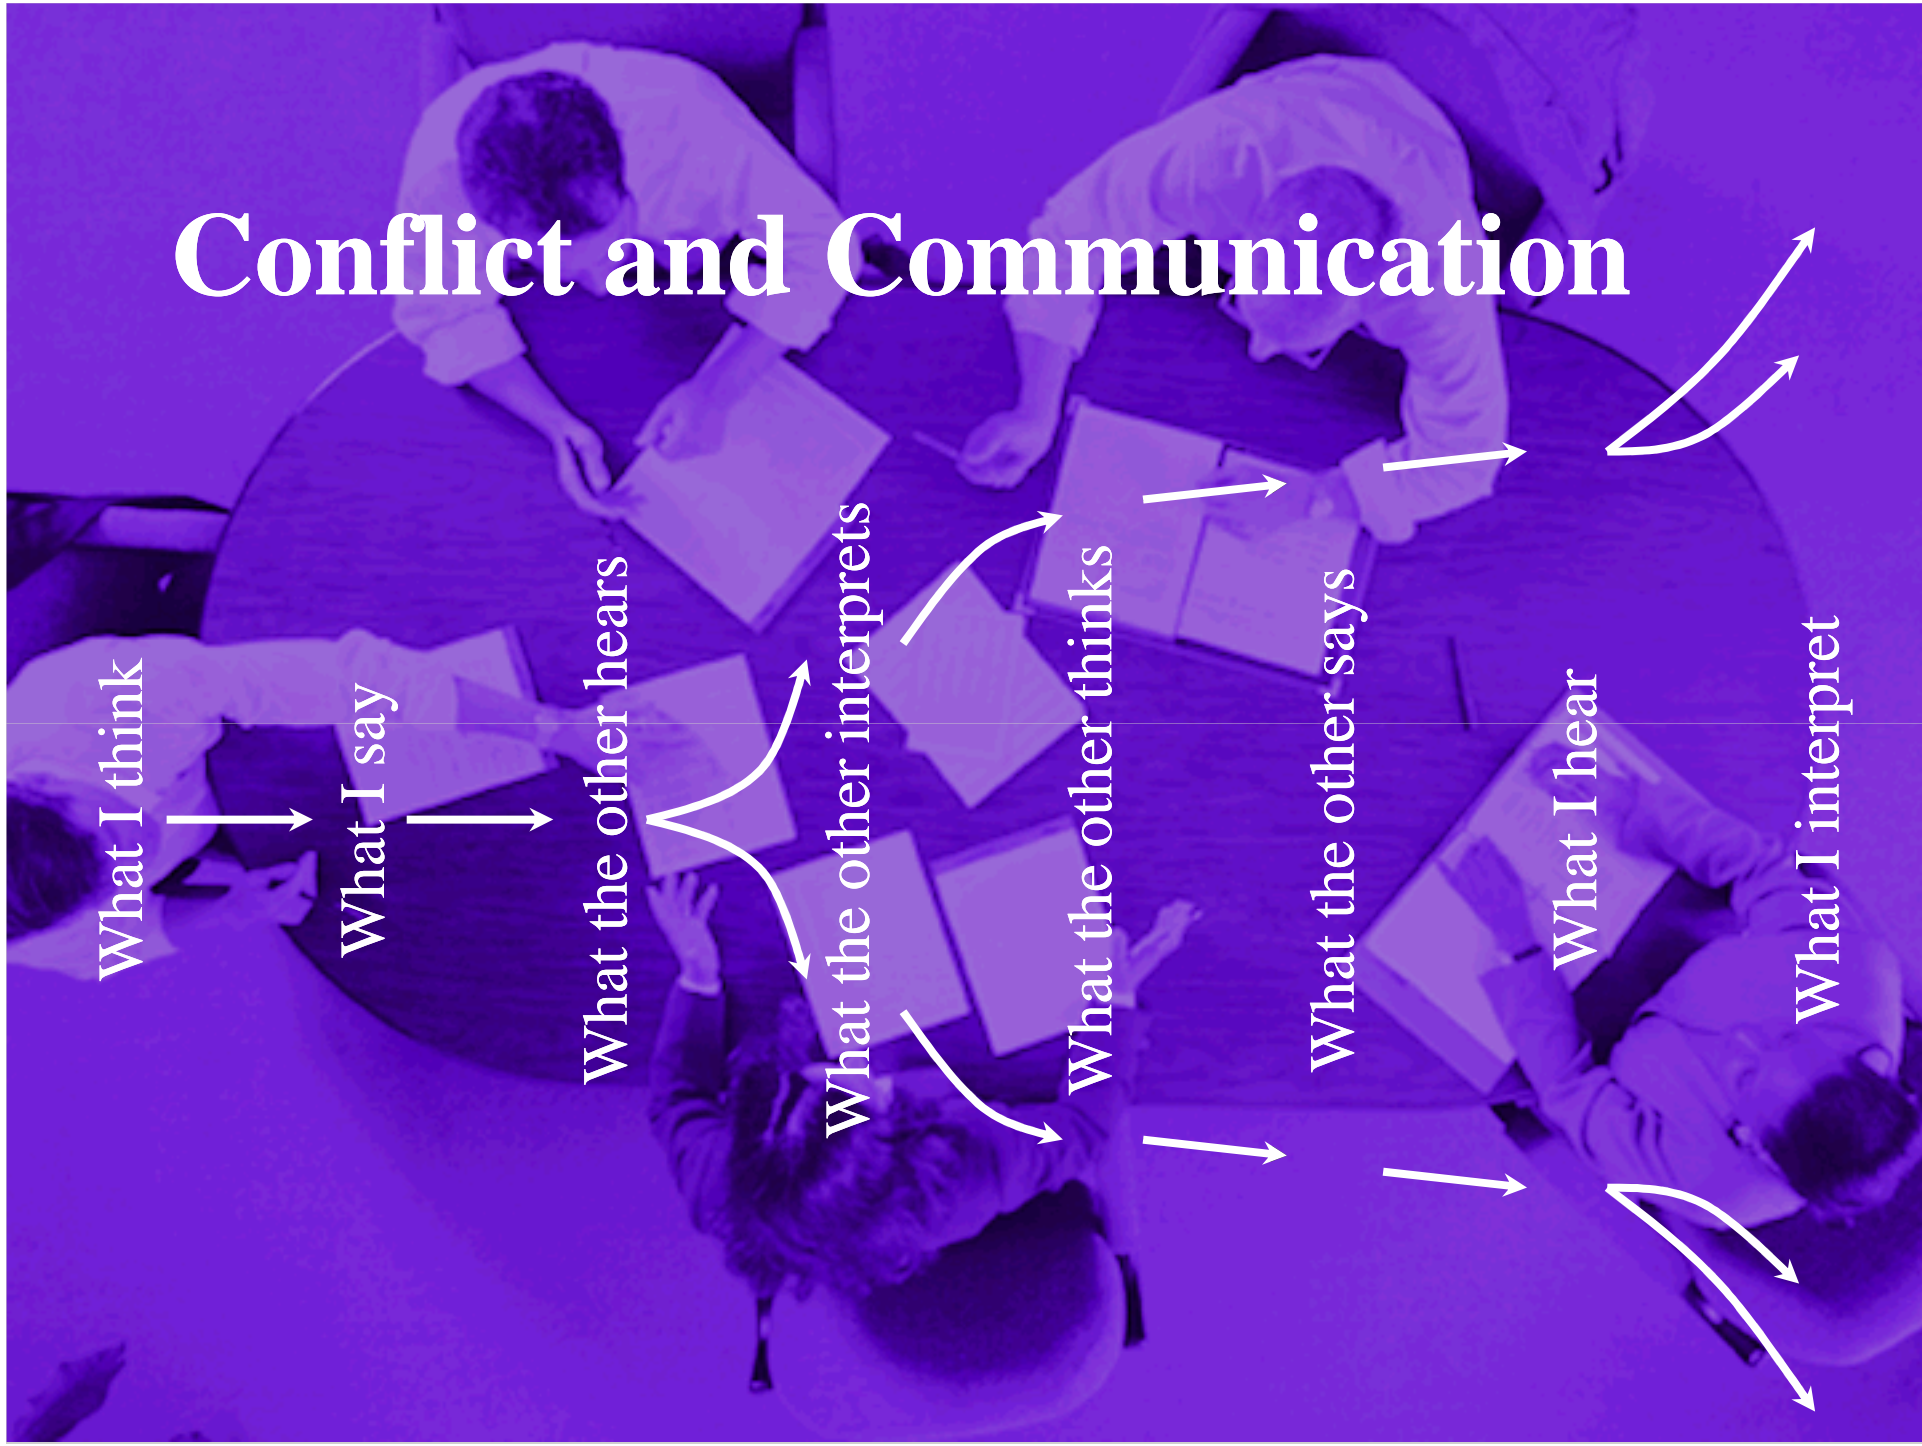 Conflict and Communication
What I think
What I say
What the other hears
What the other interprets
What the other thinks
What the other says
What I hear
What I interpret